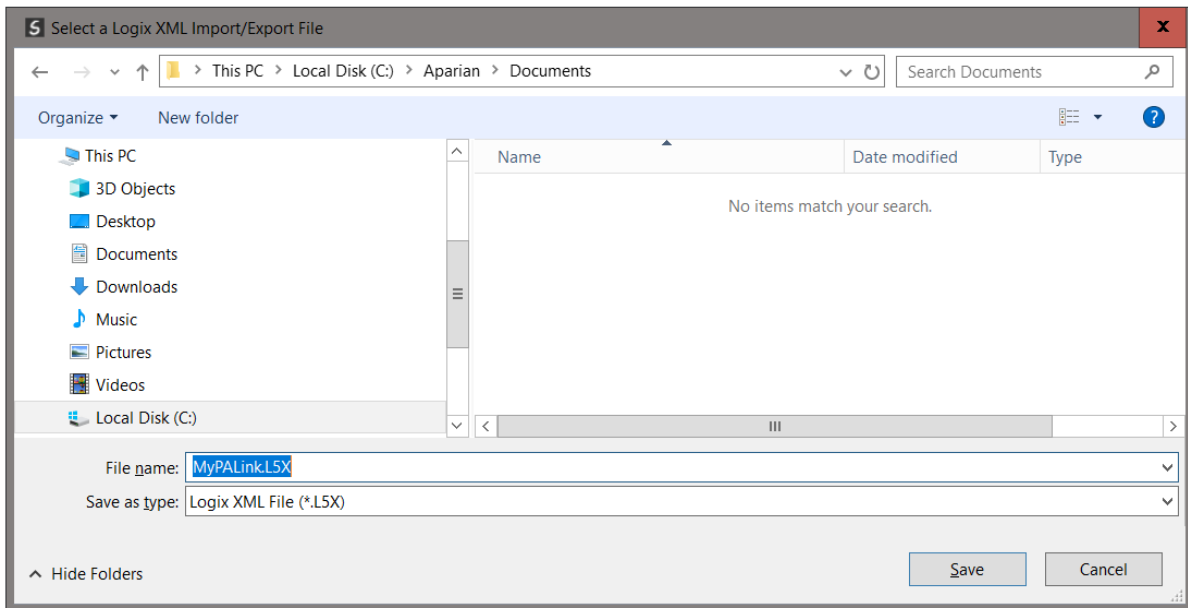 S Select a Logix XML Import/Export File x
> This PC > Local Disk (C:) > Aparian > Documents Search Documents
Organize New folder ?
Name Date modified Type
This PC
3D Objects
Desktop
Documents
Downloads
Music
Pictures
Videos
Local Disk (C:)
No items match your search.
File name: MyPALink.L5X
Save as type: Logix XML File (*.L5X)
Hide Folders Save Cancel